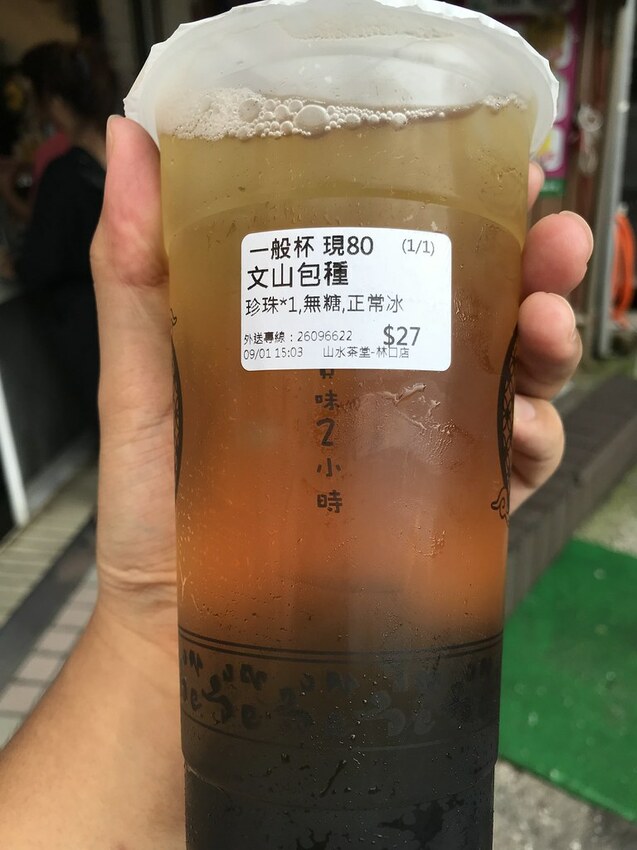 一般杯 現80 (1/1)
文山包種
珍珠*1,無糖,正常冰
外送專線:26096622 $27
09/01 15:03 山水茶堂-林口店
味
2
小
時